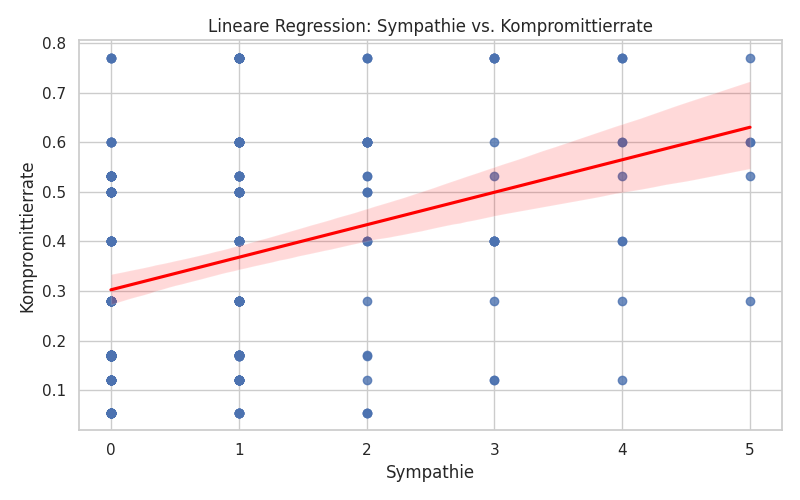 Lineare Regression: Sympathie vs. Kompromittierrate
0.8
0.7
0.6
0.5
0.4
0.3
0.2
0.1
Kompromittierrate
0 1 2 3 4 5
Sympathie